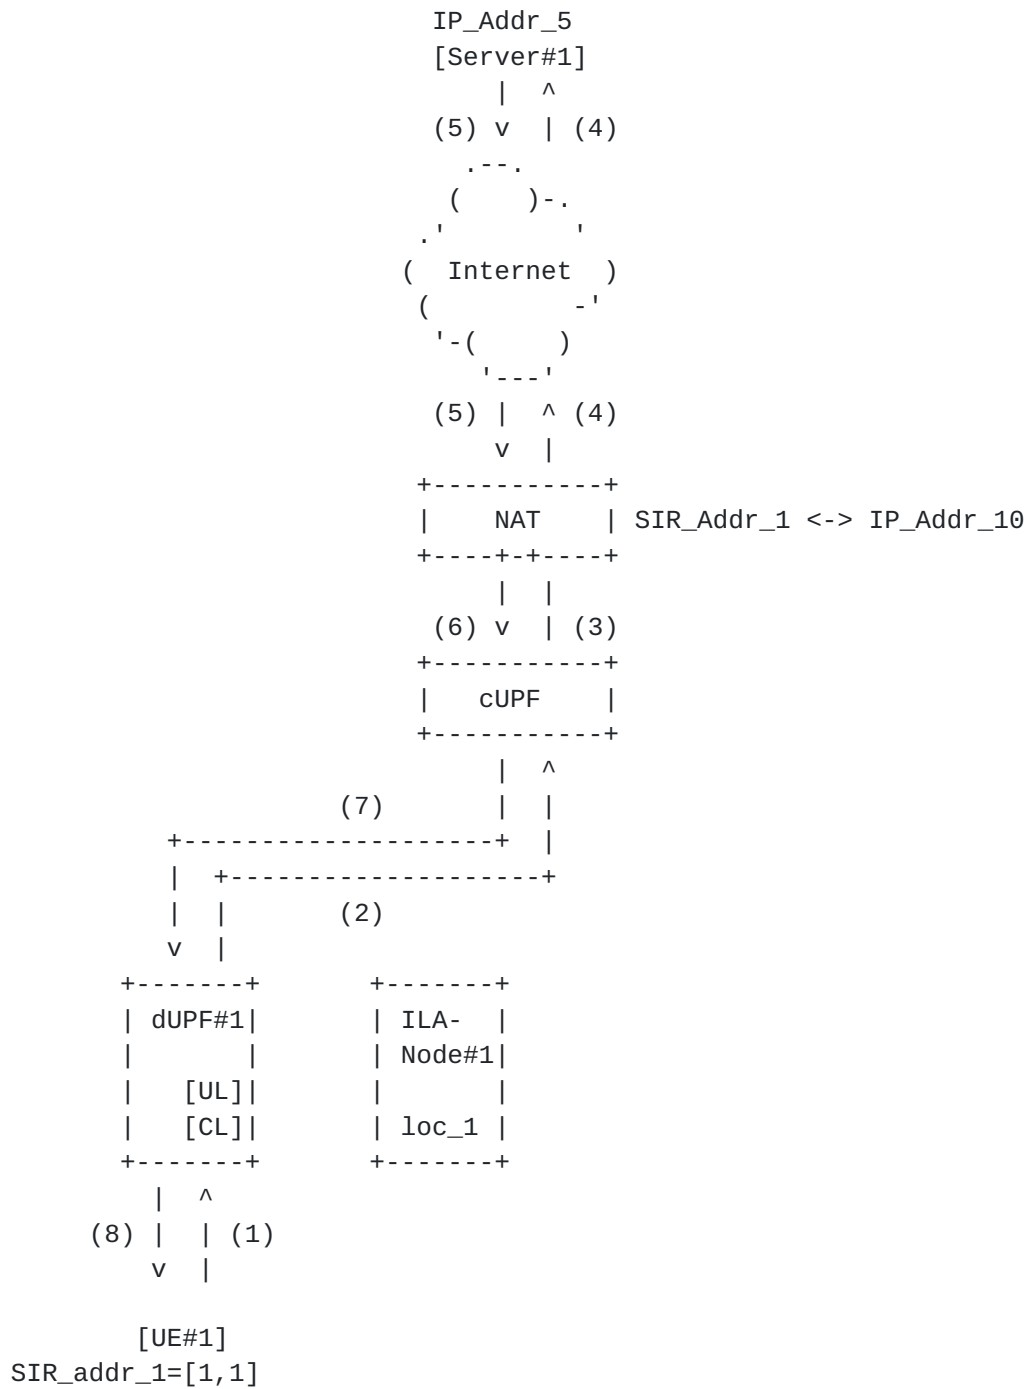 IP_Addr_5
                           [Server#1]
                               |  ^
                           (5) v  | (4)
                             .--.
                            (    )-.
                          .'        '
                         (  Internet  )
                          (         -'
                           '-(     )
                              '---'
                           (5) |  ^ (4)
                               v  |
                          +-----------+
                          |    NAT    | SIR_Addr_1 <-> IP_Addr_10
                          +----+-+----+
                               |  |
                           (6) v  | (3)
                          +-----------+
                          |   cUPF    |
                          +-----------+
                               |  ^
                     (7)       |  |
          +--------------------+  |
          |  +--------------------+
          |  |       (2)
          v  |
       +-------+       +-------+
       | dUPF#1|       | ILA-  |
       |       |       | Node#1|
       |   [UL]|       |       |
       |   [CL]|       | loc_1 |
       +-------+       +-------+
         |  ^
     (8) |  | (1)
         v  |
        [UE#1]
SIR_addr_1=[1,1]